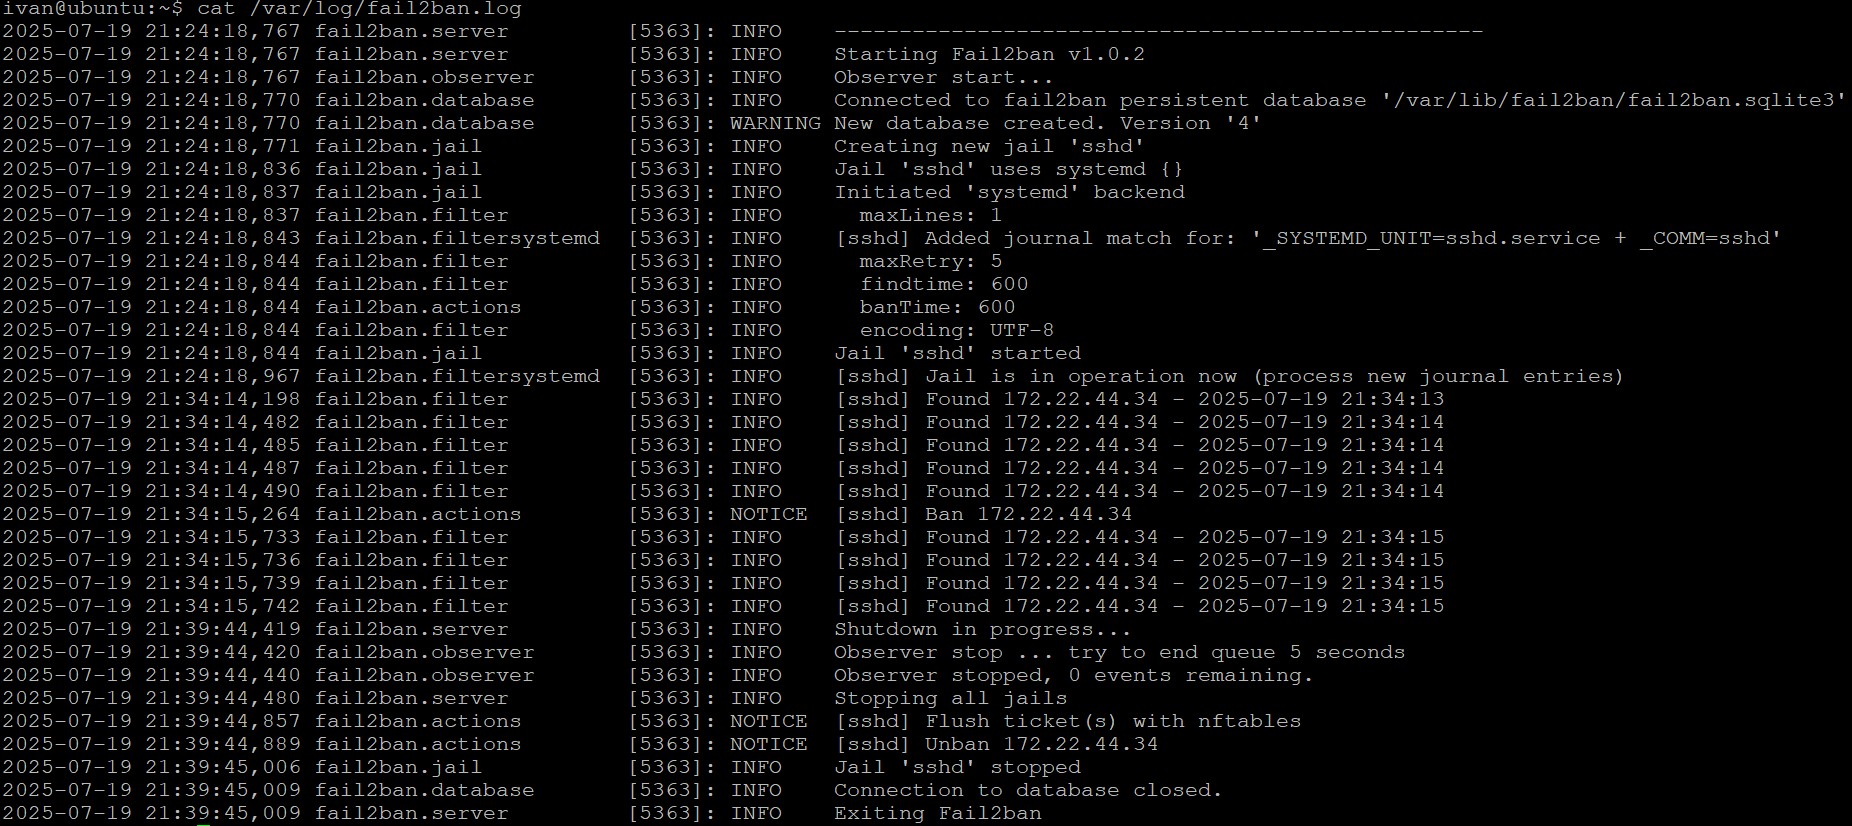 ivan@ubuntu:~$ cat /var/log/fail2ban.log
2025-07-19 21:24:18,767 fail2ban.server         [5363]: INFO    --------------------------------------------------
2025-07-19 21:24:18,767 fail2ban.server         [5363]: INFO    Starting Fail2ban v1.0.2
2025-07-19 21:24:18,767 fail2ban.observer       [5363]: INFO    Observer start...
2025-07-19 21:24:18,770 fail2ban.database       [5363]: INFO    Connected to fail2ban persistent database '/var/lib/fail2ban/fail2ban.sqlite3'
2025-07-19 21:24:18,770 fail2ban.database       [5363]: WARNING New database created. Version '4'
2025-07-19 21:24:18,771 fail2ban.jail           [5363]: INFO    Creating new jail 'sshd'
2025-07-19 21:24:18,836 fail2ban.jail           [5363]: INFO    Jail 'sshd' uses systemd {}
2025-07-19 21:24:18,837 fail2ban.jail           [5363]: INFO    Initiated 'systemd' backend
2025-07-19 21:24:18,837 fail2ban.filter         [5363]: INFO      maxLines: 1
2025-07-19 21:24:18,843 fail2ban.filtersystemd  [5363]: INFO    [sshd] Added journal match for: '_SYSTEMD_UNIT=sshd.service + _COMM=sshd'
2025-07-19 21:24:18,844 fail2ban.filter         [5363]: INFO      maxRetry: 5
2025-07-19 21:24:18,844 fail2ban.filter         [5363]: INFO      findtime: 600
2025-07-19 21:24:18,844 fail2ban.actions        [5363]: INFO      banTime: 600
2025-07-19 21:24:18,844 fail2ban.filter         [5363]: INFO      encoding: UTF-8
2025-07-19 21:24:18,844 fail2ban.jail           [5363]: INFO    Jail 'sshd' started
2025-07-19 21:24:18,967 fail2ban.filtersystemd  [5363]: INFO    [sshd] Jail is in operation now (process new journal entries)
2025-07-19 21:34:14,198 fail2ban.filter         [5363]: INFO    [sshd] Found 172.22.44.34 - 2025-07-19 21:34:13
2025-07-19 21:34:14,482 fail2ban.filter         [5363]: INFO    [sshd] Found 172.22.44.34 - 2025-07-19 21:34:14
2025-07-19 21:34:14,485 fail2ban.filter         [5363]: INFO    [sshd] Found 172.22.44.34 - 2025-07-19 21:34:14
2025-07-19 21:34:14,487 fail2ban.filter         [5363]: INFO    [sshd] Found 172.22.44.34 - 2025-07-19 21:34:14
2025-07-19 21:34:14,490 fail2ban.filter         [5363]: INFO    [sshd] Found 172.22.44.34 - 2025-07-19 21:34:14
2025-07-19 21:34:15,264 fail2ban.actions        [5363]: NOTICE  [sshd] Ban 172.22.44.34
2025-07-19 21:34:15,733 fail2ban.filter         [5363]: INFO    [sshd] Found 172.22.44.34 - 2025-07-19 21:34:15
2025-07-19 21:34:15,736 fail2ban.filter         [5363]: INFO    [sshd] Found 172.22.44.34 - 2025-07-19 21:34:15
2025-07-19 21:34:15,739 fail2ban.filter         [5363]: INFO    [sshd] Found 172.22.44.34 - 2025-07-19 21:34:15
2025-07-19 21:34:15,742 fail2ban.filter         [5363]: INFO    [sshd] Found 172.22.44.34 - 2025-07-19 21:34:15
2025-07-19 21:39:44,419 fail2ban.server         [5363]: INFO    Shutdown in progress...
2025-07-19 21:39:44,420 fail2ban.observer       [5363]: INFO    Observer stop ... try to end queue 5 seconds
2025-07-19 21:39:44,440 fail2ban.observer       [5363]: INFO    Observer stopped, 0 events remaining.
2025-07-19 21:39:44,480 fail2ban.server         [5363]: INFO    Stopping all jails
2025-07-19 21:39:44,857 fail2ban.actions        [5363]: NOTICE  [sshd] Flush ticket(s) with nftables
2025-07-19 21:39:44,889 fail2ban.actions        [5363]: NOTICE  [sshd] Unban 172.22.44.34
2025-07-19 21:39:45,006 fail2ban.jail           [5363]: INFO    Jail 'sshd' stopped
2025-07-19 21:39:45,009 fail2ban.database       [5363]: INFO    Connection to database closed.
2025-07-19 21:39:45,009 fail2ban.server         [5363]: INFO    Exiting Fail2ban